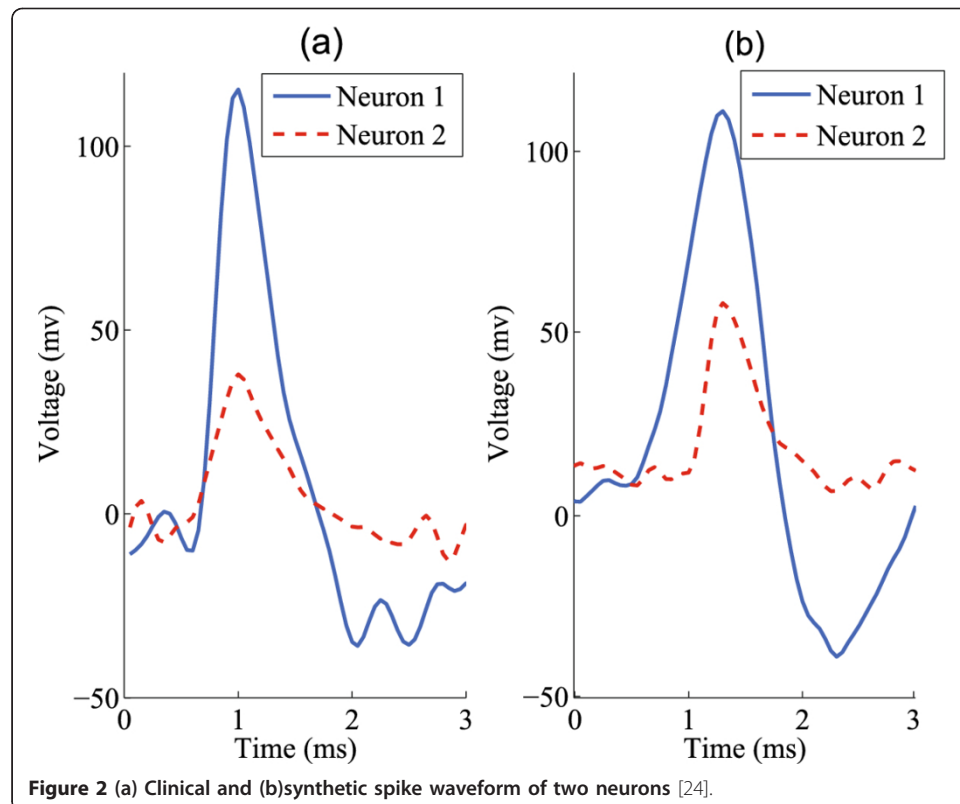 (a)
Neuron 1
Neuron 2
Voltage (mv)
100
50
0
−50
0
1
2
3
Time (ms)
(b)
Neuron 1
Neuron 2
Voltage (mv)
100
50
0
−50
0
1
2
3
Time (ms)
Figure 2 (a) Clinical and (b)synthetic spike waveform of two neurons [24].